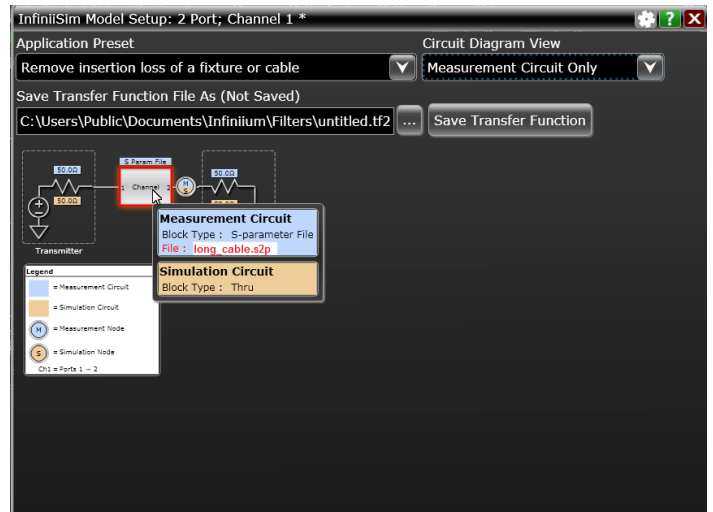 InfiniiSim Model Setup: 2 Port; Channel 1 *
?
X
Application Preset
Circuit Diagram View
Remove insertion loss of a fixture or cable
Measurement Circuit Only
Save Transfer Function File As (Not Saved)
C:\Users\Public\Documents\Infiniium\Filters\untitled.tf2
...
Save Transfer Function
S Param File
50.0Ω
50.0Ω
1 Channel 2
M
S
50.0Ω
Transmitter
Measurement Circuit
Block Type : S-parameter File
File : long_cable.s2p
Simulation Circuit
Block Type : Thru
Legend
= Measurement Circuit
= Simulation Circuit
M = Measurement Node
S = Simulation Node
Ch1 = Ports 1 → 2